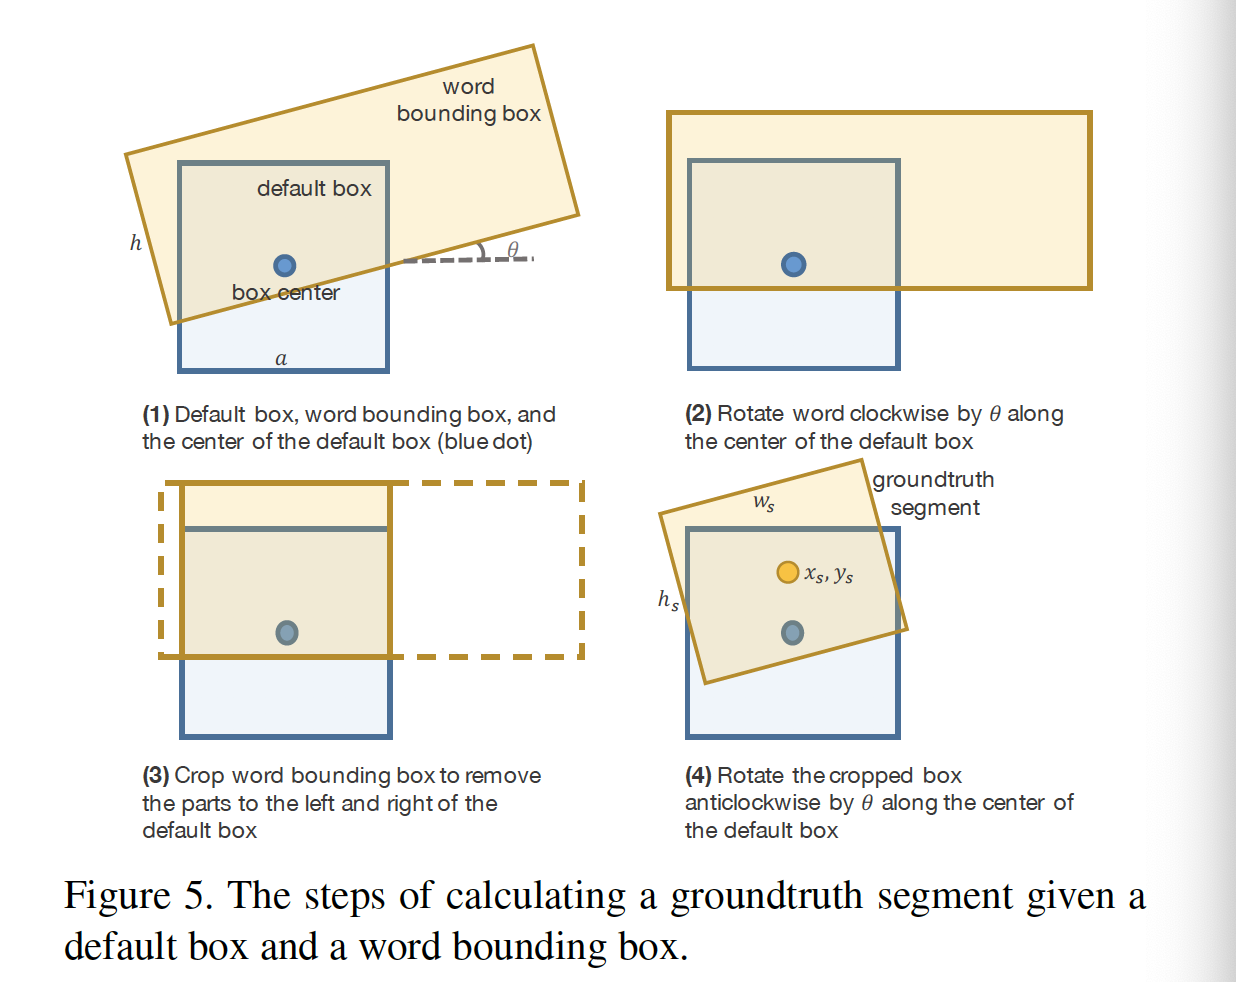 word
bounding box
default box
h
θ
box center
a
(1) Default box, word bounding box, and
the center of the default box (blue dot)
(2) Rotate word clockwise by θ along
the center of the default box
groundtruth
segment
w_s
x_s, y_s
h_s
(3) Crop word bounding box to remove
the parts to the left and right of the
default box
(4) Rotate the cropped box
anticlockwise by θ along the center of
the default box
Figure 5. The steps of calculating a groundtruth segment given a
default box and a word bounding box.